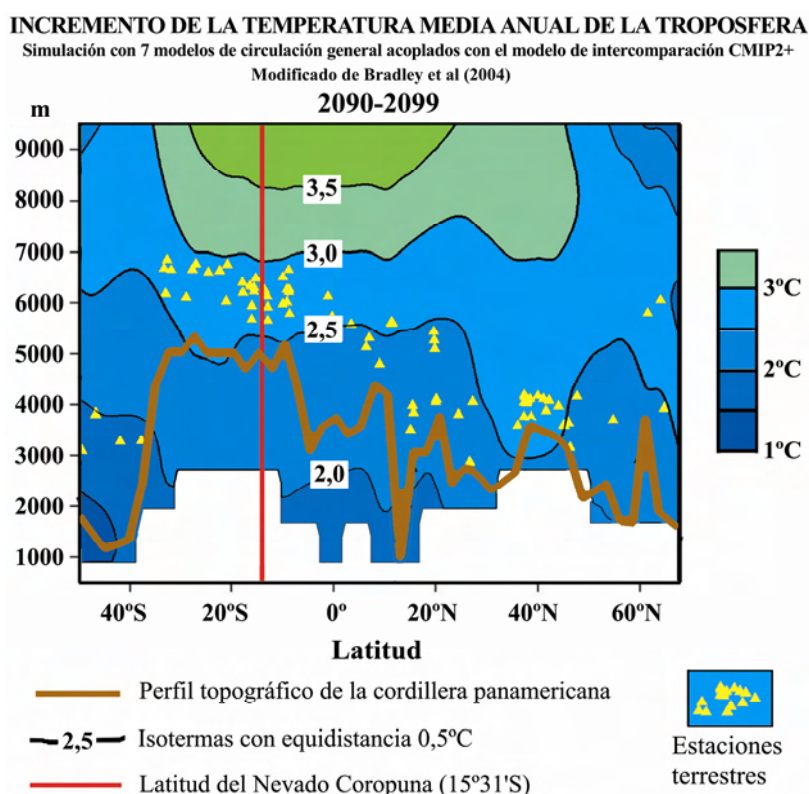 INCREMENTO DE LA TEMPERATURA MEDIA ANUAL DE LA TROPOSFERA
Simulación con 7 modelos de circulación general acoplados con el modelo de intercomparación CMIP2+
Modificado de Bradley et al (2004)
m
2090-2099
9000
8000
7000
6000
5000
4000
3000
2000
1000
3,5
3,0
2,5
2,0
3ºC
2ºC
1ºC
40ºS
20ºS
0º
20ºN
40ºN
60ºN
Latitud
Perfil topográfico de la cordillera panamericana
2,5
Isotermas con equidistancia 0,5ºC
Latitud del Nevado Coropuna (15º31'S)
Estaciones
terrestres